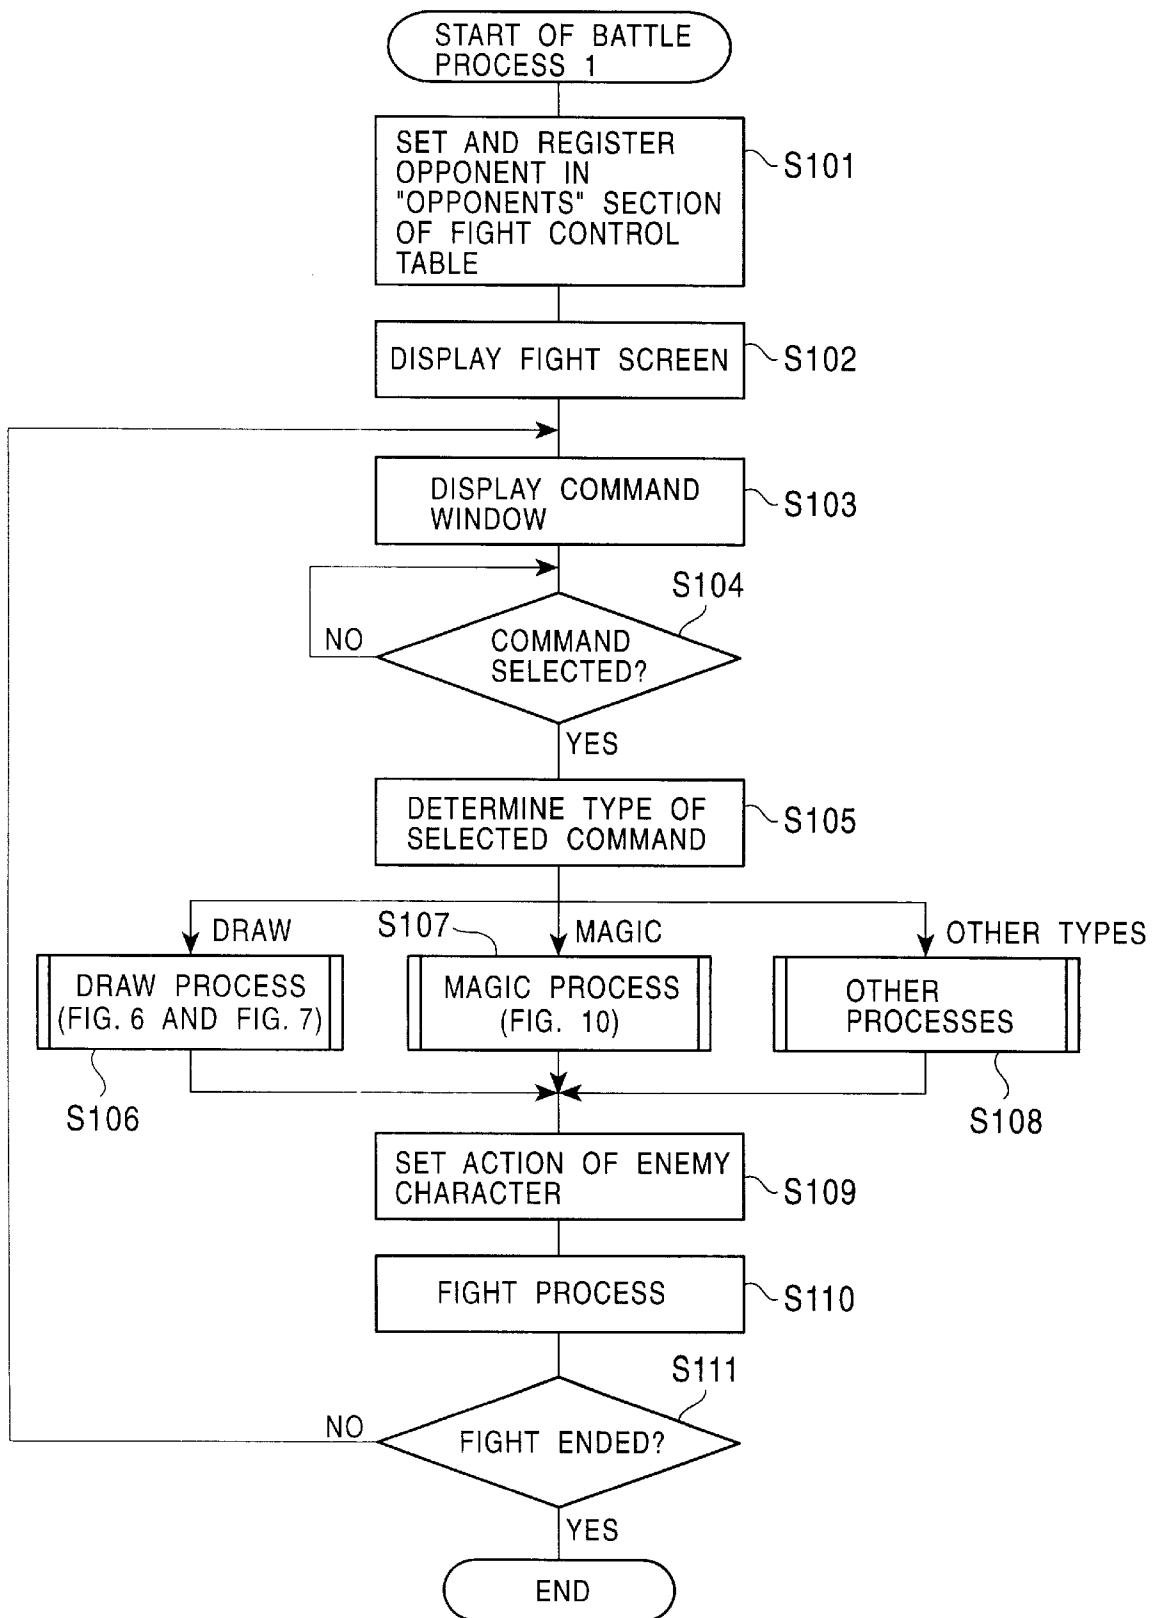 START OF BATTLE
PROCESS 1
SET AND REGISTER
OPPONENT IN
"OPPONENTS" SECTION
OF FIGHT CONTROL
TABLE
S101
DISPLAY FIGHT SCREEN
S102
DISPLAY COMMAND
WINDOW
S103
S104
NO
COMMAND
SELECTED?
YES
DETERMINE TYPE OF
SELECTED COMMAND
S105
DRAW
S107
MAGIC
OTHER TYPES
DRAW PROCESS
(FIG. 6 AND FIG. 7)
MAGIC PROCESS
(FIG. 10)
OTHER
PROCESSES
S106
S108
SET ACTION OF ENEMY
CHARACTER
S109
FIGHT PROCESS
S110
S111
NO
FIGHT ENDED?
YES
END